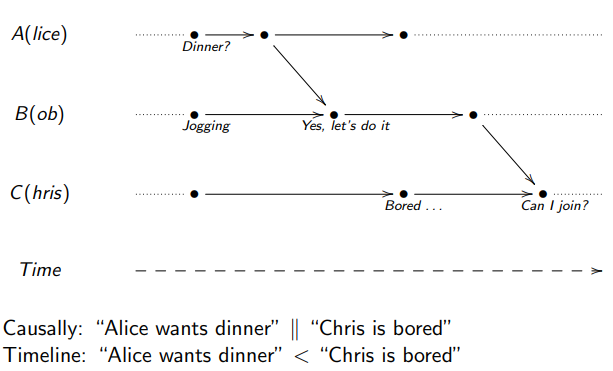 A(lice)
Dinner?
B(ob)
Jogging
Yes, let's do it
C(hris)
Bored ...
Can I join?
Time
Causally: “Alice wants dinner” ∥ “Chris is bored”
Timeline: “Alice wants dinner” < “Chris is bored”